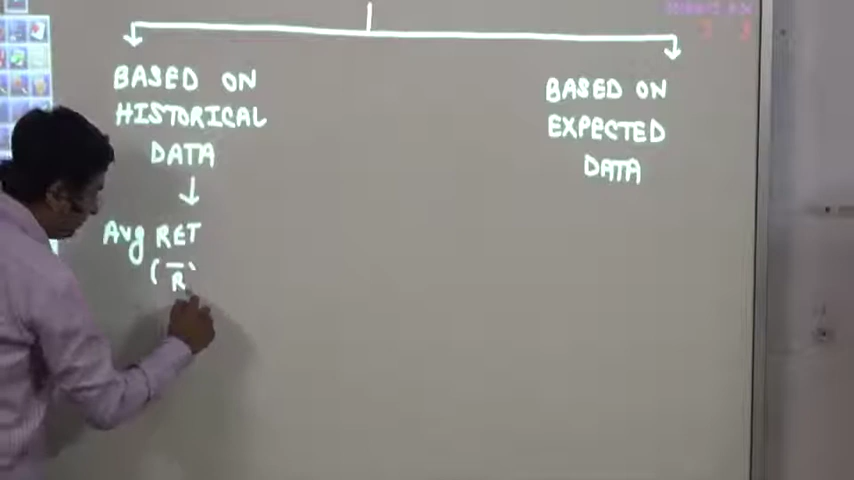 BASED ON
HISTORICAL
DATA
Avg RET
(R̅)
BASED ON
EXPECTED
DATA